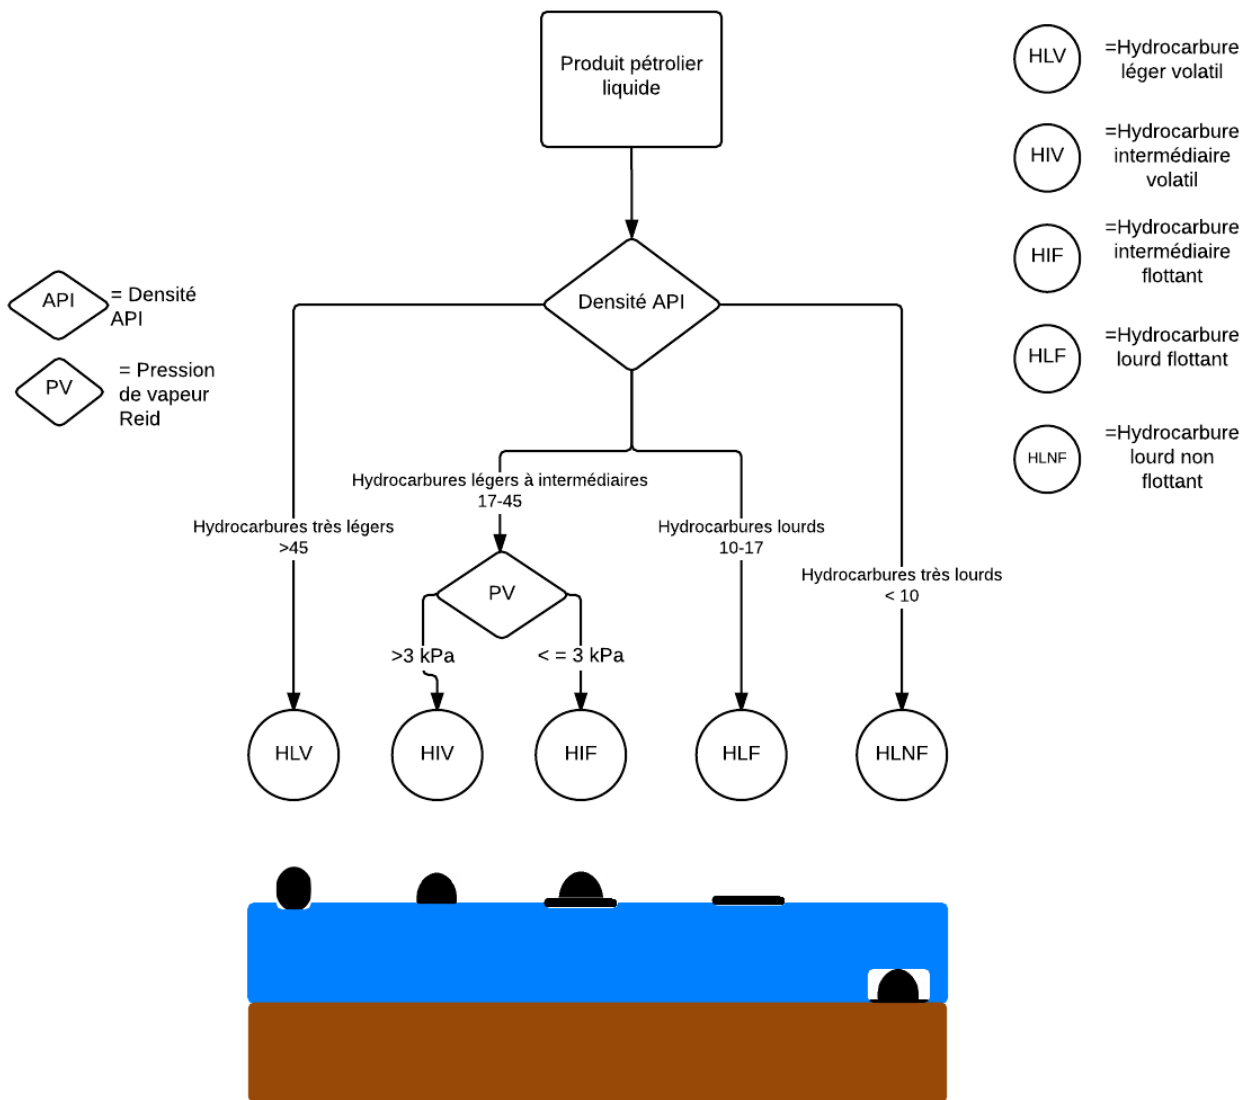 Produit pétrolier
liquide
Densité API
API
= Densité
API
PV
= Pression
de vapeur
Reid
HLV
=Hydrocarbure
léger volatil
HIV
=Hydrocarbure
intermédiaire
volatil
HIF
=Hydrocarbure
intermédiaire
flottant
HLF
=Hydrocarbure
lourd flottant
HLNF
=Hydrocarbure
lourd non
flottant
Hydrocarbures légers à intermédiaires
17-45
Hydrocarbures très légers
>45
Hydrocarbures lourds
10-17
Hydrocarbures très lourds
< 10
PV
>3 kPa
< = 3 kPa
HLV
HIV
HIF
HLF
HLNF